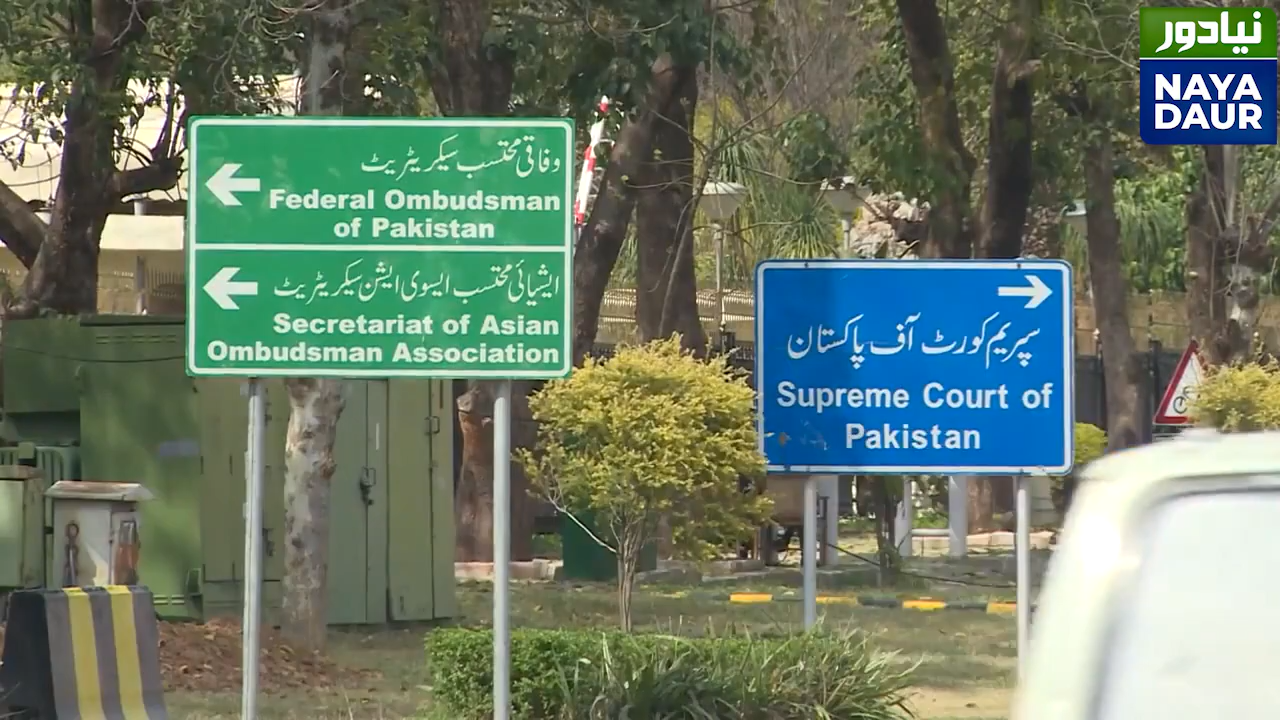 وفاقی محتسب سیکریٹریٹ
Federal Ombudsman
of Pakistan
ایشیائی محتسب ایسوی ایشن سیکریٹریٹ
Secretariat of Asian
Ombudsman Association
سپریم کورٹ آف پاکستان
Supreme Court of
Pakistan
نیادور
NAYA
DAUR